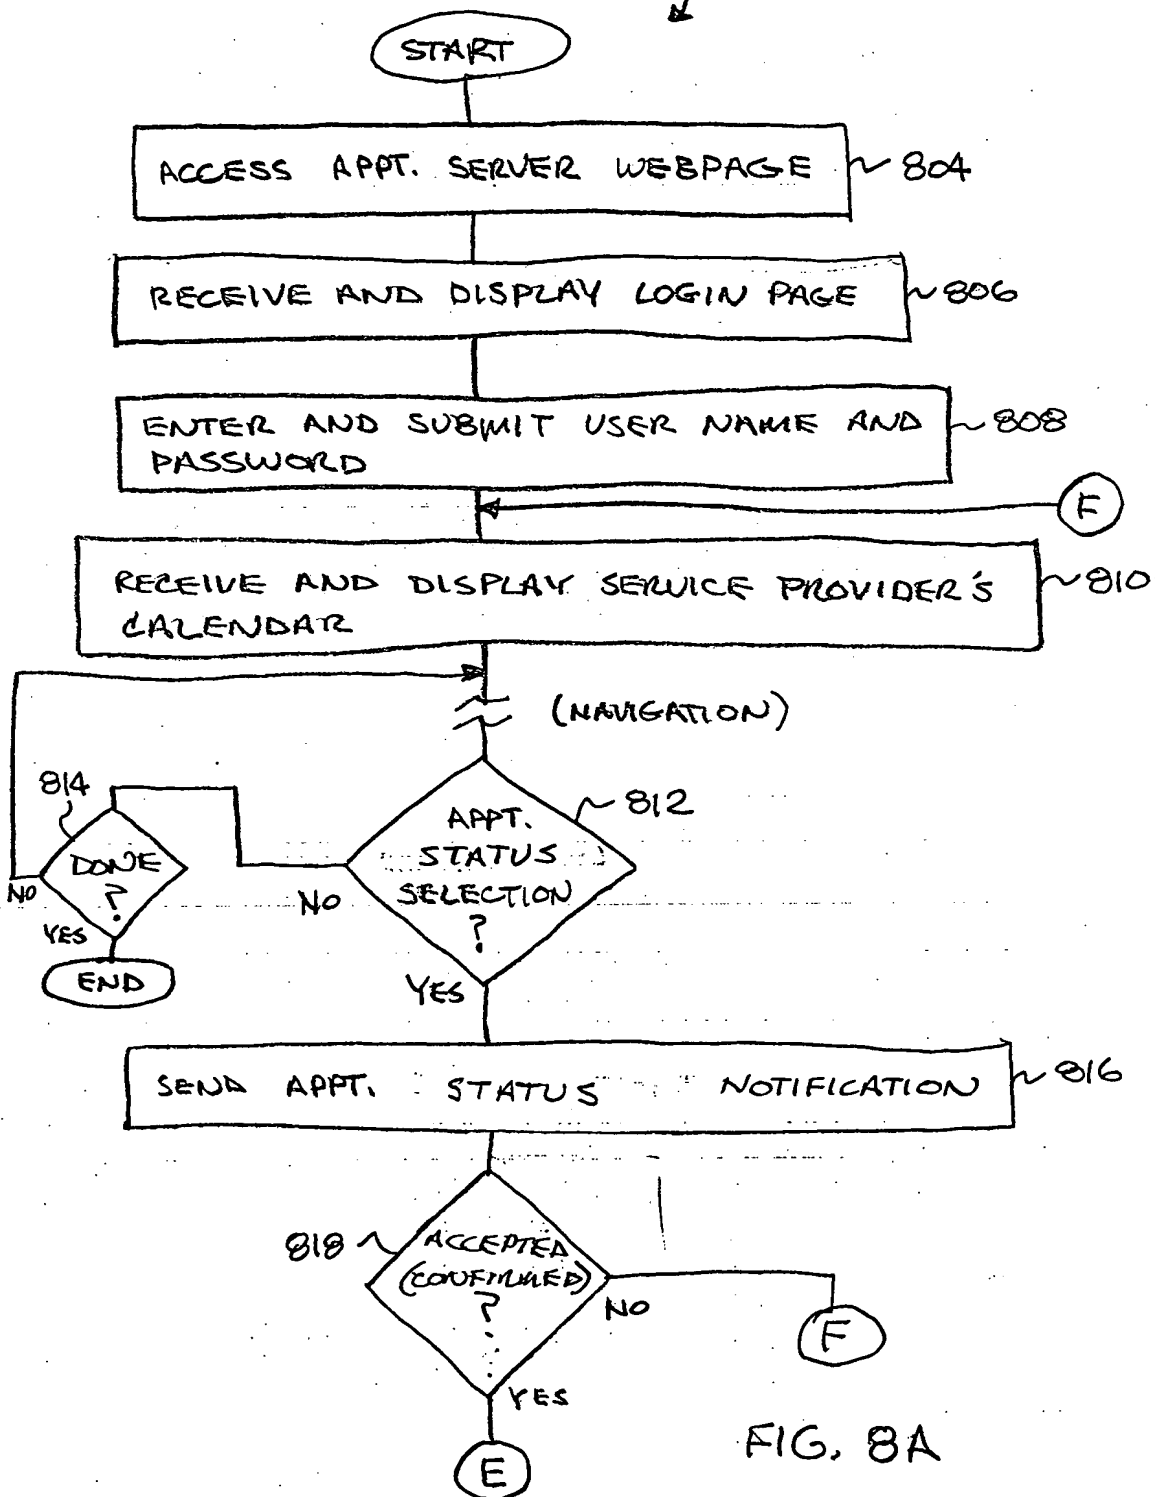 START
ACCESS APPT. SERVER WEBPAGE
804
RECEIVE AND DISPLAY LOGIN PAGE
806
ENTER AND SUBMIT USER NAME AND
PASSWORD
808
F
RECEIVE AND DISPLAY SERVICE PROVIDER'S
CALENDAR
810
(NAVIGATION)
814
DONE
?
NO
YES
END
812
APPT.
STATUS
SELECTION
?
NO
YES
SEND APPT. STATUS NOTIFICATION
816
818
ACCEPTED
(CONFIRMED)
?
NO
F
YES
E
FIG. 8A